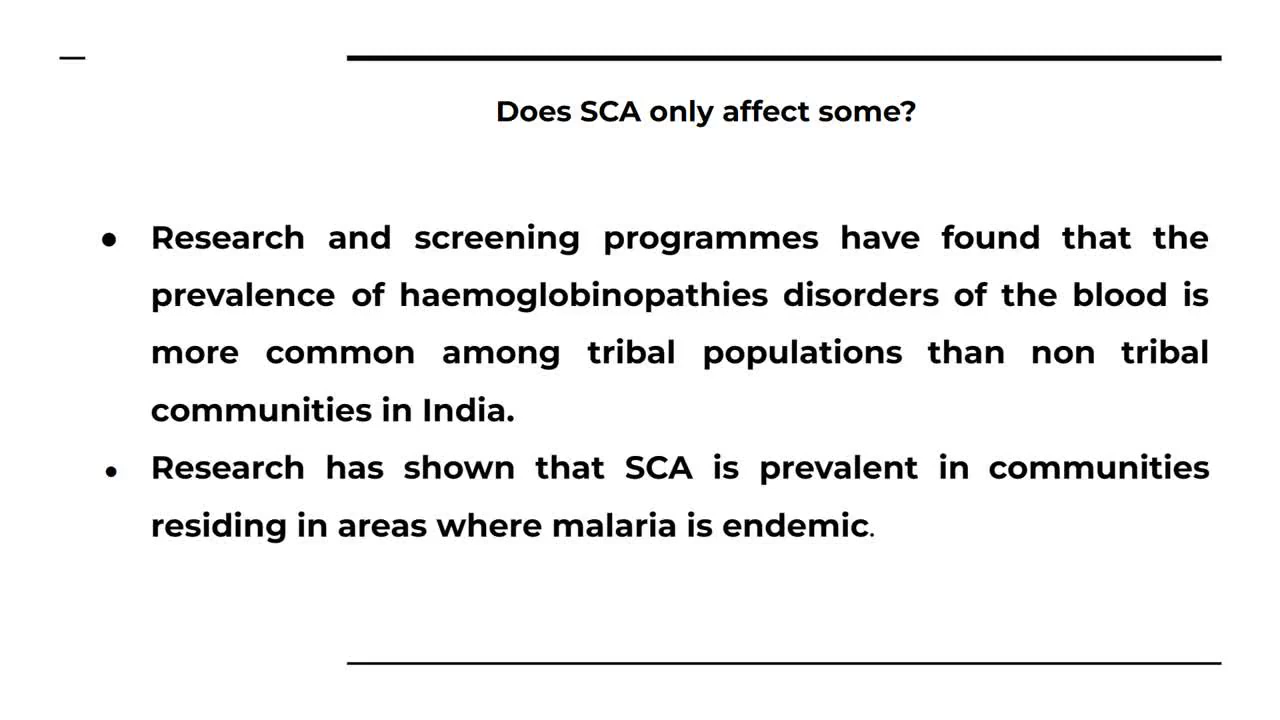 Does SCA only affect some?
● Research and screening programmes have found that the
prevalence of haemoglobinopathies disorders of the blood is
more common among tribal populations than non tribal
communities in India.
● Research has shown that SCA is prevalent in communities
residing in areas where malaria is endemic.